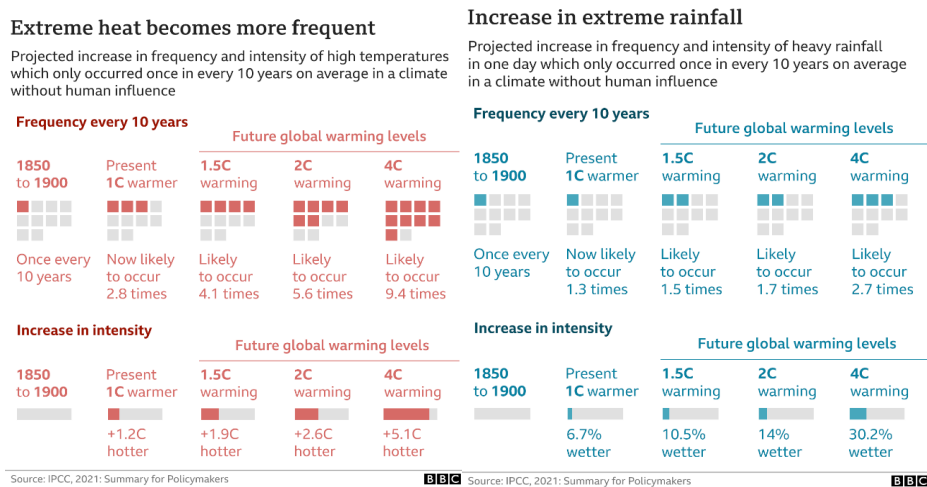 Extreme heat becomes more frequent
Projected increase in frequency and intensity of high temperatures
which only occurred once in every 10 years on average in a climate
without human influence
Frequency every 10 years
Future global warming levels
1850
to 1900
Present
1C warmer
1.5C
warming
2C
warming
4C
warming
Once every
10 years
Now likely
to occur
2.8 times
Likely
to occur
4.1 times
Likely
to occur
5.6 times
Likely
to occur
9.4 times
Increase in intensity
Future global warming levels
1850
to 1900
Present
1C warmer
1.5C
warming
2C
warming
4C
warming
+1.2C
hotter
+1.9C
hotter
+2.6C
hotter
+5.1C
hotter
Source: IPCC, 2021: Summary for Policymakers
BBC
Increase in extreme rainfall
Projected increase in frequency and intensity of heavy rainfall
in one day which only occurred once in every 10 years on average
in a climate without human influence
Frequency every 10 years
Future global warming levels
1850
to 1900
Present
1C warmer
1.5C
warming
2C
warming
4C
warming
Once every
10 years
Now likely
to occur
1.3 times
Likely
to occur
1.5 times
Likely
to occur
1.7 times
Likely
to occur
2.7 times
Increase in intensity
Future global warming levels
1850
to 1900
Present
1C warmer
1.5C
warming
2C
warming
4C
warming
6.7%
wetter
10.5%
wetter
14%
wetter
30.2%
wetter
Source: IPCC, 2021: Summary for Policymakers
BBC